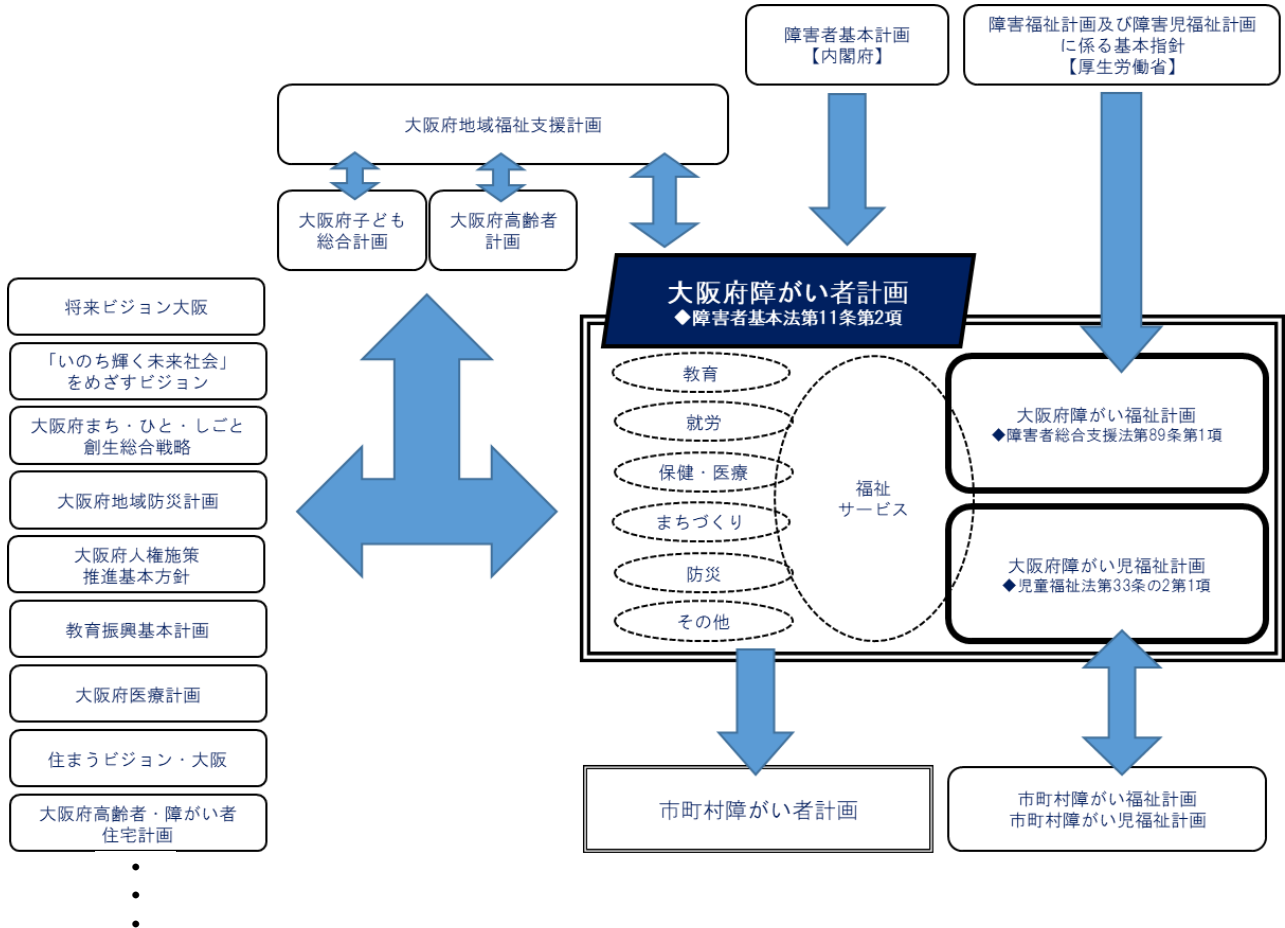 障害者基本計画
【内閣府】
障害福祉計画及び障害児福祉計画
に係る基本指針
【厚生労働省】
大阪府地域福祉支援計画
大阪府子ども
総合計画
大阪府高齢者
計画
将来ビジョン大阪
「いのち輝く未来社会」
をめざすビジョン
大阪府まち・ひと・しごと
創生総合戦略
大阪府地域防災計画
大阪府人権施策
推進基本方針
教育振興基本計画
大阪府医療計画
住まうビジョン・大阪
大阪府高齢者・障がい者
住宅計画
・
・
・
大阪府障がい者計画
◆障害者基本法第11条第2項
教育
就労
保健・医療
まちづくり
防災
その他
福祉
サービス
大阪府障がい福祉計画
◆障害者総合支援法第89条第1項
大阪府障がい児福祉計画
◆児童福祉法第33条の2第1項
市町村障がい者計画
市町村障がい福祉計画
市町村障がい児福祉計画